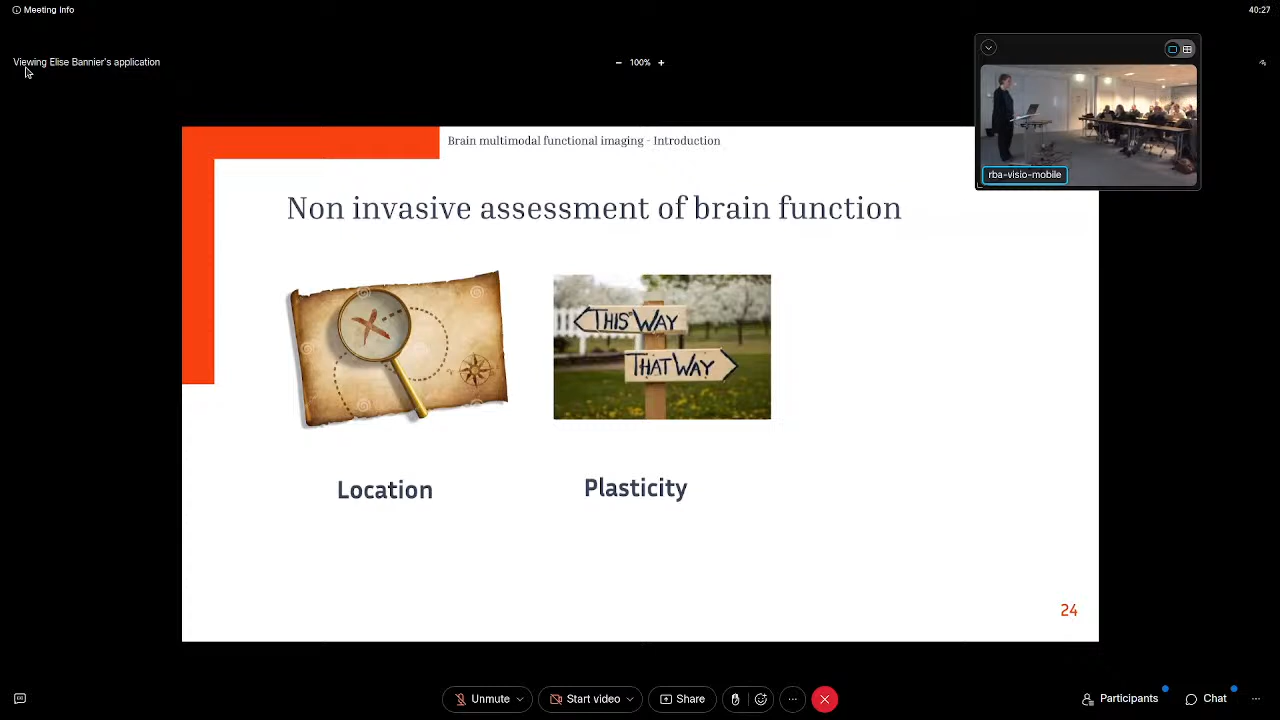 Meeting Info
40:27
Viewing Elise Bannier's application
100%
rba-visio-mobile
Brain multimodal functional imaging - Introduction
Non invasive assessment of brain function
THIS WAY
THAT WAY
Location
Plasticity
24
Unmute
Start video
Share
Participants
Chat